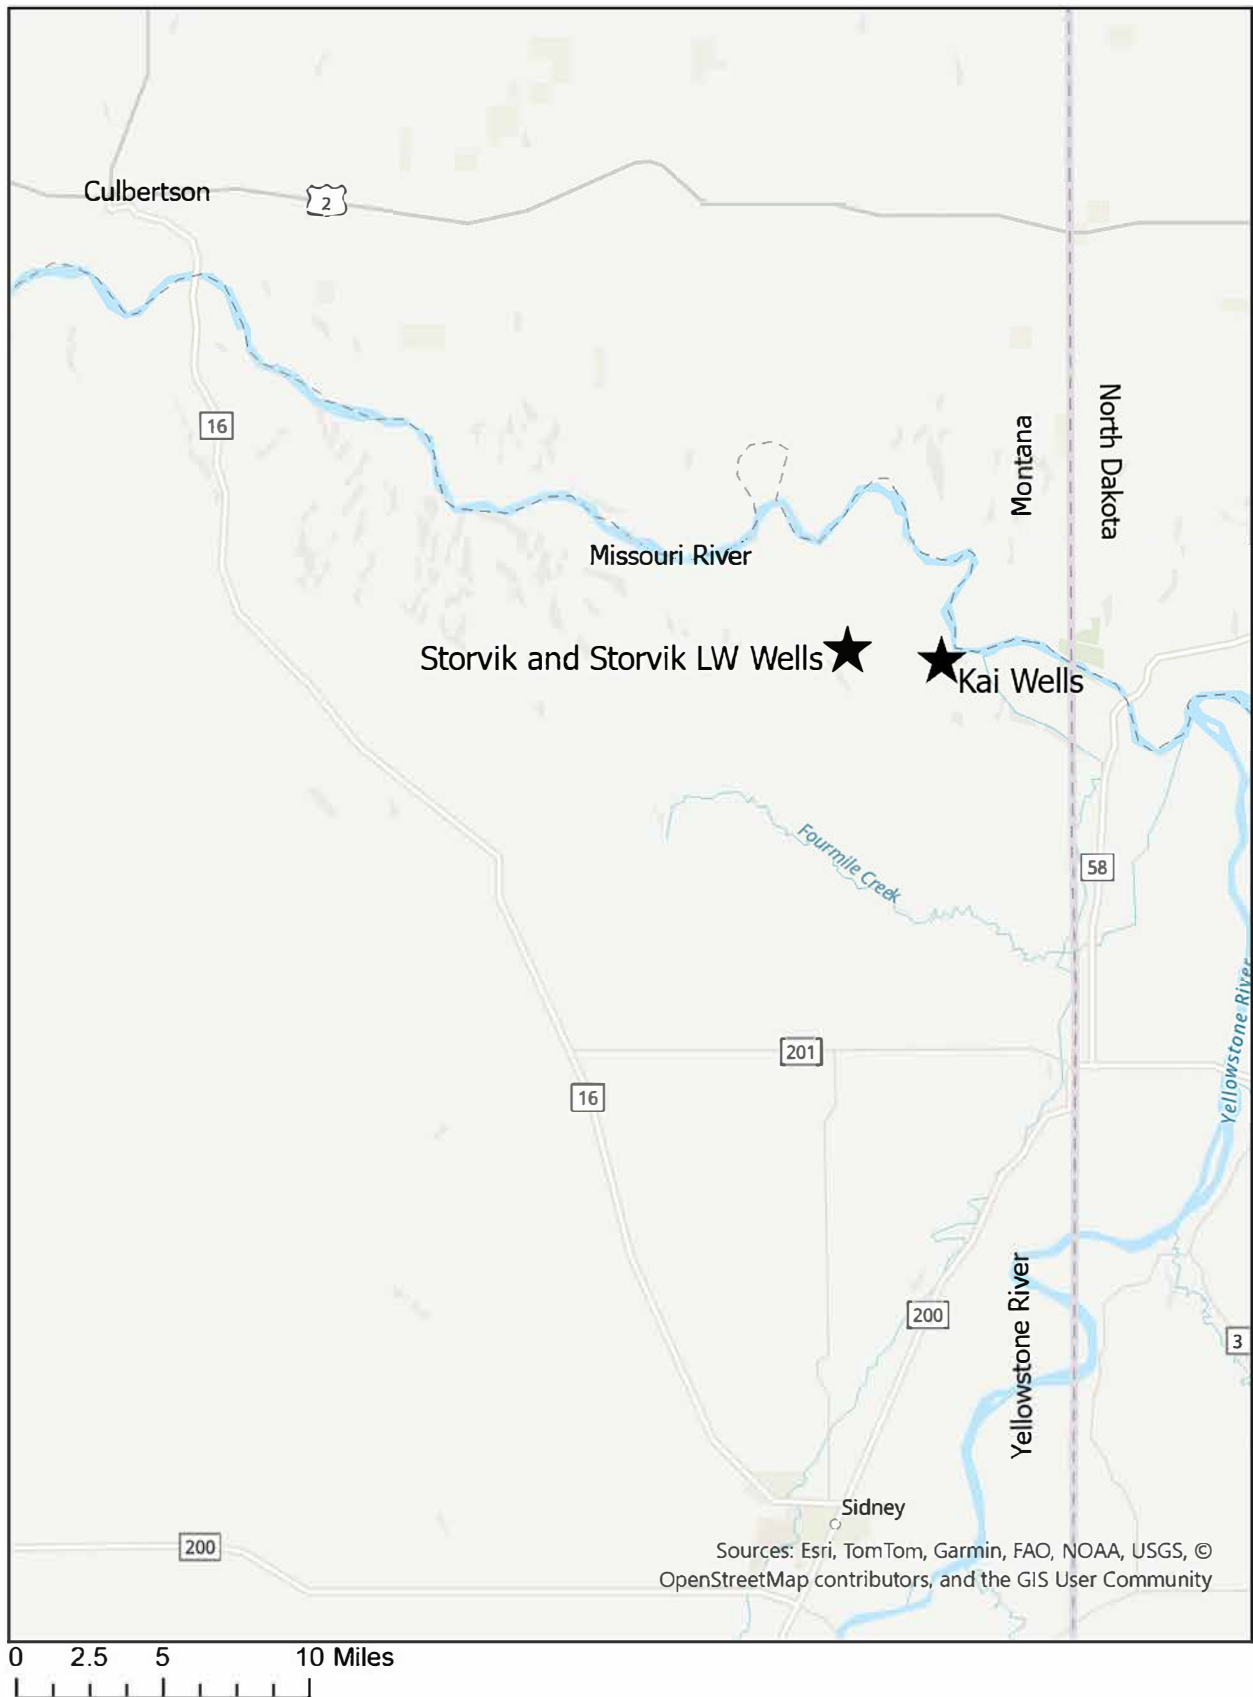 Culbertson
2
16
Montana
North Dakota
Missouri River
Storvik and Storvik LW Wells
Kai Wells
Fourmile Creek
58
Yellowstone River
201
16
200
Yellowstone River
3
Sidney
200
Sources: Esri, TomTom, Garmin, FAO, NOAA, USGS, ©
OpenStreetMap contributors, and the GIS User Community
0 2.5 5 10 Miles